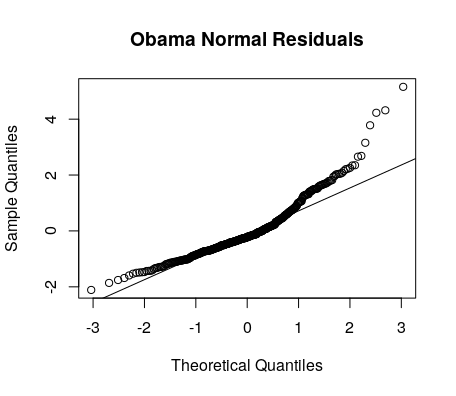 Obama Normal Residuals
Sample Quantiles
4
2
0
-2
-3 -2 -1 0 1 2 3
Theoretical Quantiles